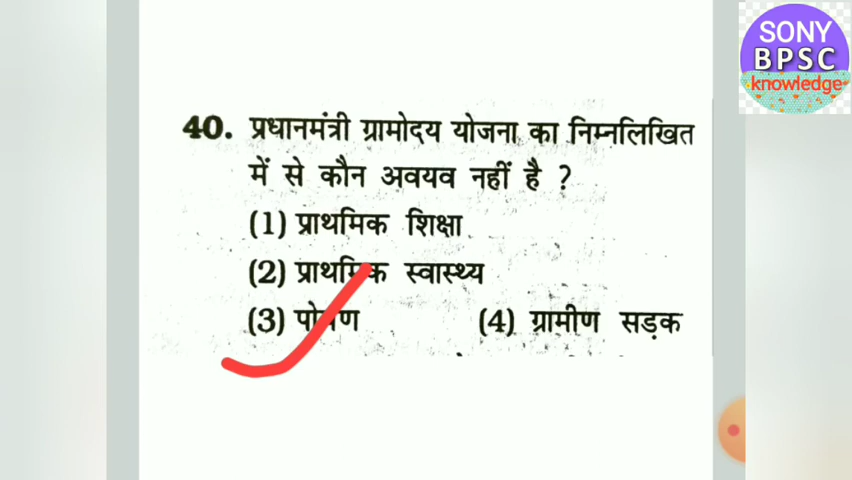 SONY
BPSC
knowledge
40. प्रधानमंत्री ग्रामोदय योजना का निम्नलिखित
में से कौन अवयव नहीं है ?
(1) प्राथमिक शिक्षा
(2) प्राथमिक स्वास्थ्य
(3) पोषण (4) ग्रामीण सड़क